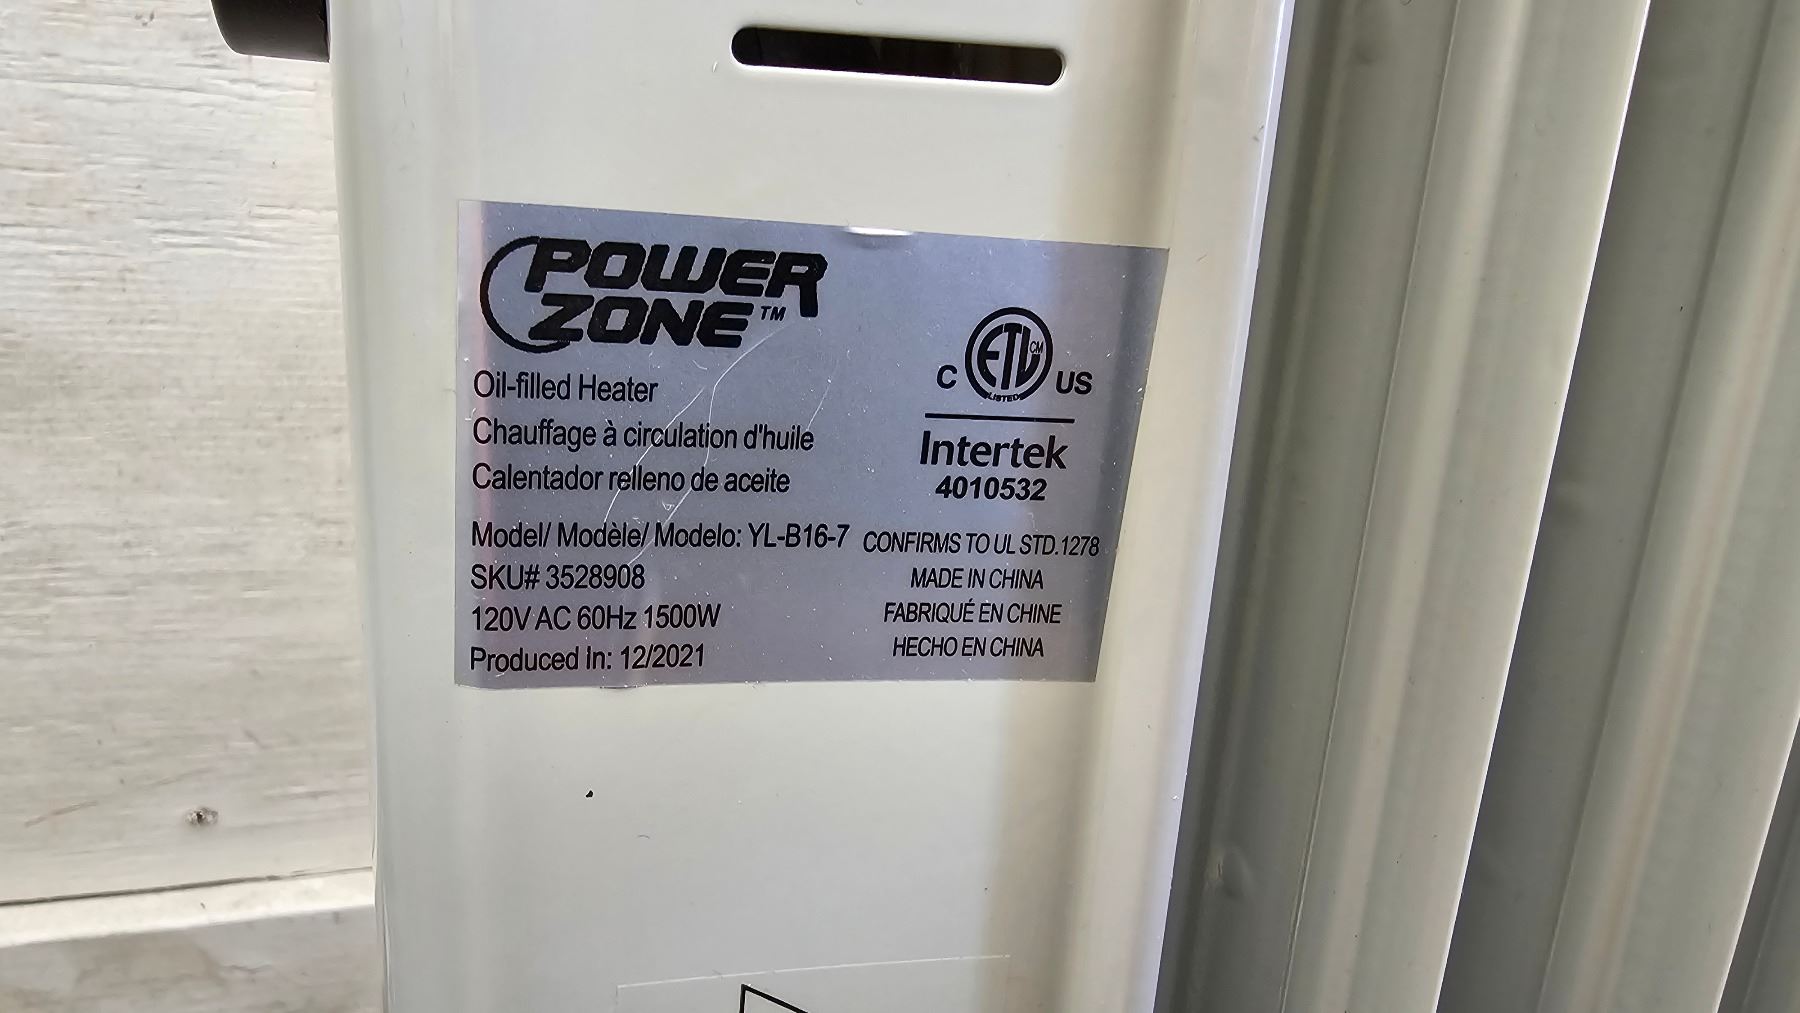 POWER
ZONE™
Oil-filled Heater
Chauffage à circulation d'huile
Calentador relleno de aceite
Model/ Modèle/ Modelo: YL-B16-7
SKU# 3528908
120V AC 60Hz 1500W
Produced In: 12/2021
C ETL CM US
LISTED
Intertek
4010532
CONFIRMS TO UL STD.1278
MADE IN CHINA
FABRIQUÉ EN CHINE
HECHO EN CHINA